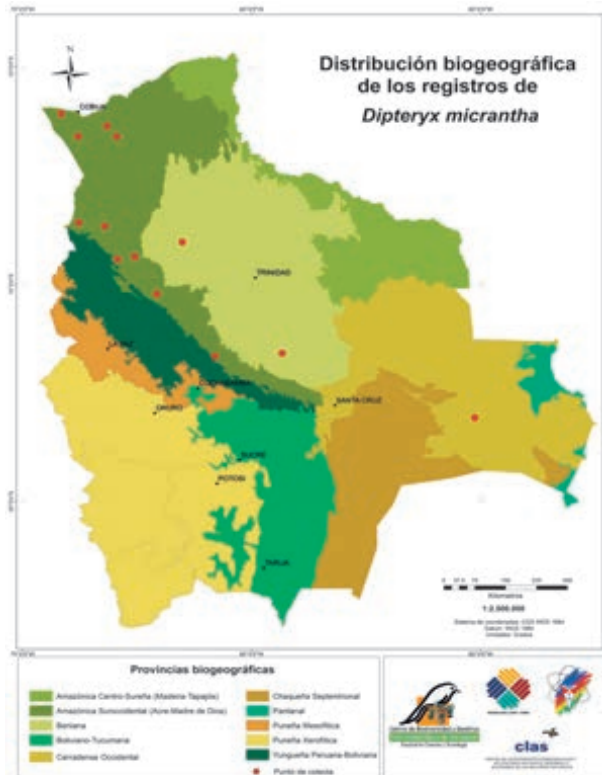 Distribución biogeográfica
de los registros de
Dipteryx micrantha
N
COBIJA
TRINIDAD
LA PAZ
COCHABAMBA
ORURO
SANTA CRUZ
SUCRE
POTOSI
TARIJA
Kilómetros
1:2.500.000
Provincias biogeográficas
Amazónica Centro-Sureña (Madeira-Tapajós)
Amazónica Suroccidental (Acre-Madre de Dios)
Beniana
Boliviano-Tucumana
Cerradense Occidental
Chaqueña Septentrional
Pantanal
Puneña Mesofítica
Puneña Xerofítica
Yungueña Peruano-Boliviana
Punto de colecta
clas